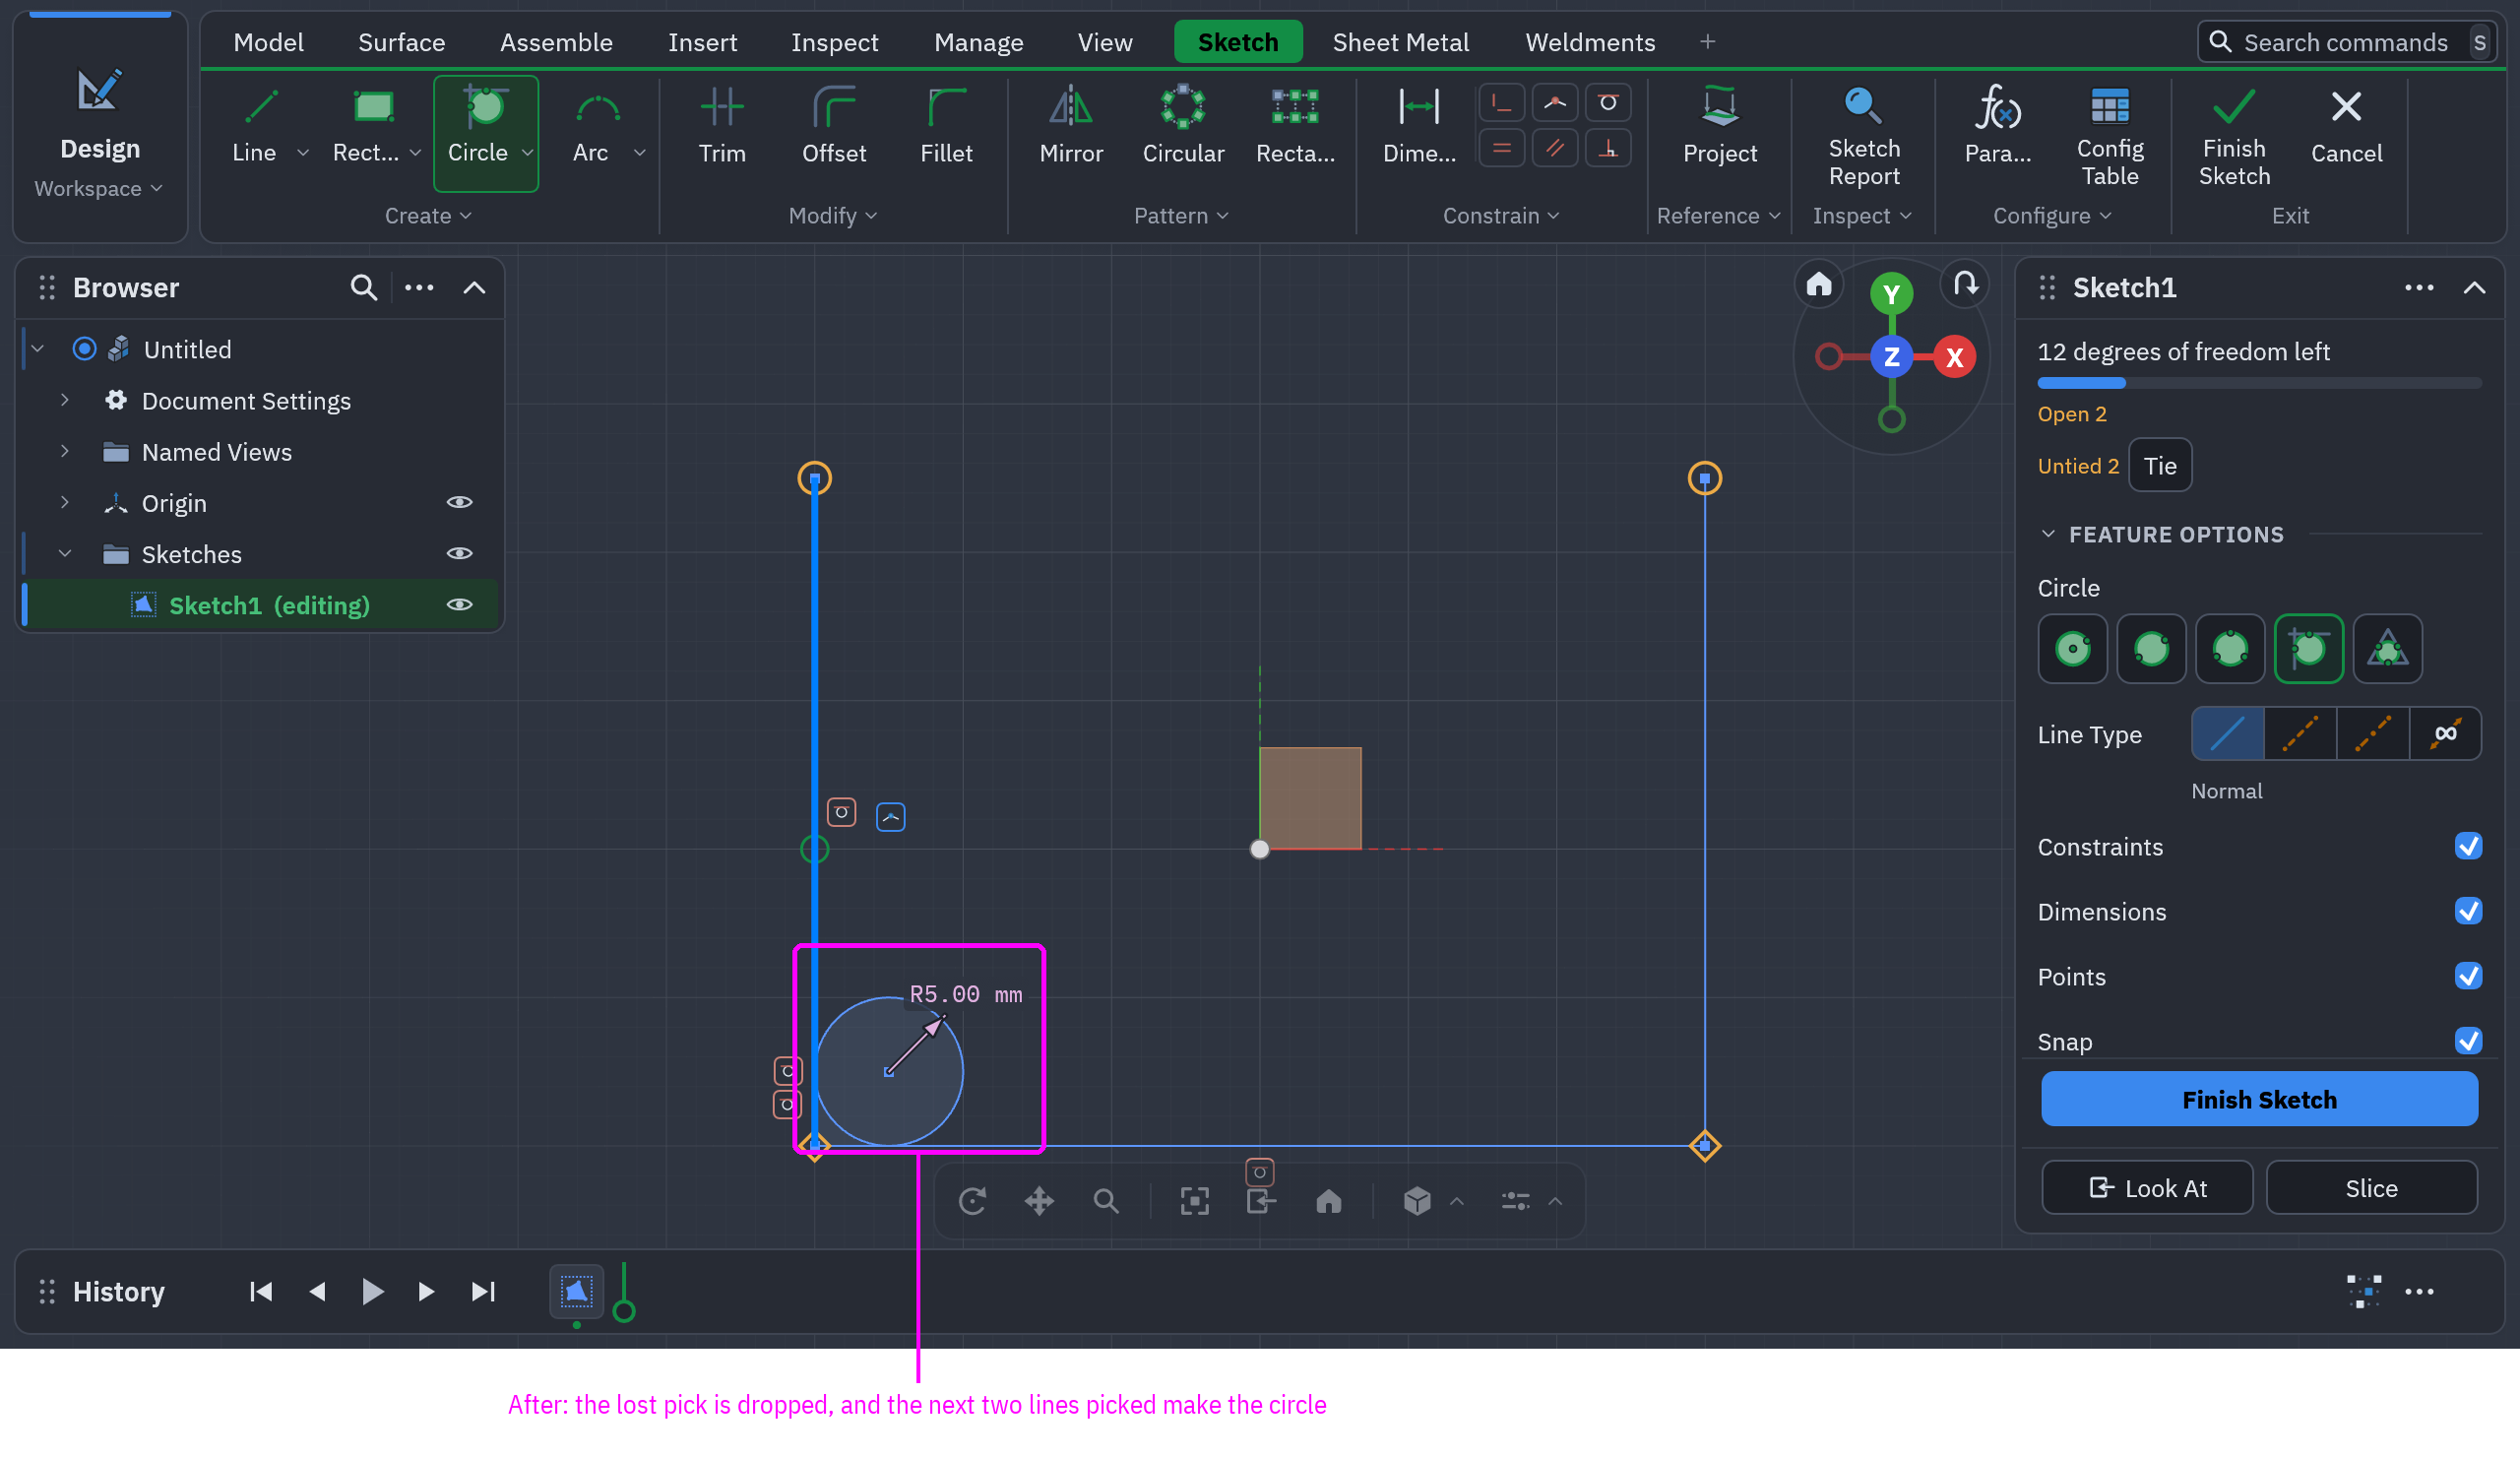 Design
Workspace
Model Surface Assemble Insert Inspect Manage View Sketch Sheet Metal Weldments +
Search commands S
Line Rect... Circle Arc
Create
Trim Offset Fillet
Modify
Mirror Circular Recta...
Pattern
Dime...
Constrain
Project
Reference
Sketch
Report
Inspect
Para... Config
Table
Configure
Finish
Sketch
Cancel
Exit
Browser
Untitled
Document Settings
Named Views
Origin
Sketches
Sketch1 (editing)
Y
Z
X
R5.00 mm
Sketch1
12 degrees of freedom left
Open 2
Untied 2 Tie
FEATURE OPTIONS
Circle
Line Type
Normal
Constraints
Dimensions
Points
Snap
Finish Sketch
Look At
Slice
History
After: the lost pick is dropped, and the next two lines picked make the circle